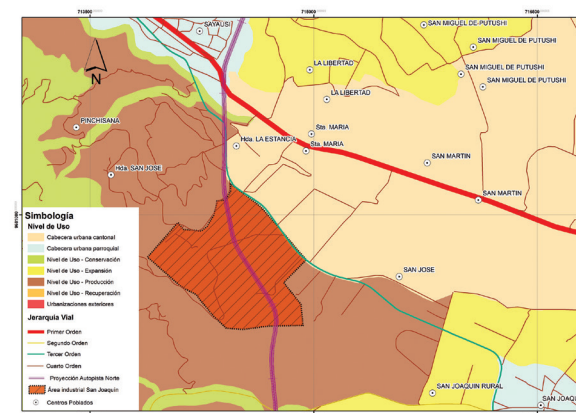 713800
716600
SAYAUSI
SAN MIGUEL DE PUTUSHI
SAN MIGUEL DE PUTUSHI
LA LIBERTAD
SAN MIGUEL DE PUTUSHI
SAN MIGUEL DE PUTUSHI
N
LA LIBERTAD
PINCHISANA
Sta. MARIA
Hda. LA ESTANCIA
Sta. MARIA
SAN MARTIN
Hda. SAN JOSE
SAN MARTIN
SAN JOSE
SAN JOAQUIN RURAL
SAN JOAQU
Simbología
Nivel de Uso
Cabecera urbana cantonal
Cabecera urbana parroquial
Nivel de Uso - Conservación
Nivel de Uso - Expansión
Nivel de Uso - Producción
Nivel de Uso - Recuperación
Urbanizaciones exteriores
Jerarquia Vial
Primer Orden
Segundo Orden
Tercer Orden
Cuarto Orden
Proyección Autopista Norte
Área industrial San Joaquín
Centros Poblados